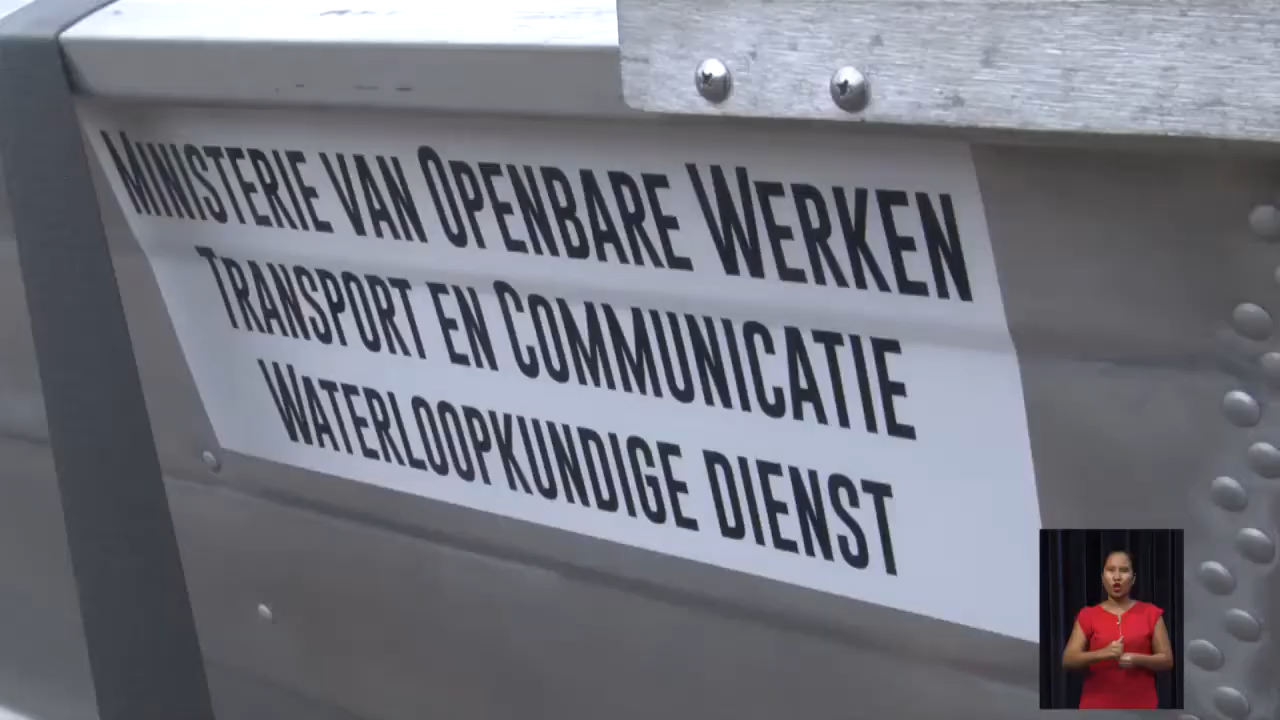 Ministerie van Openbare Werken
Transport en Communicatie
Waterloopkundige dienst